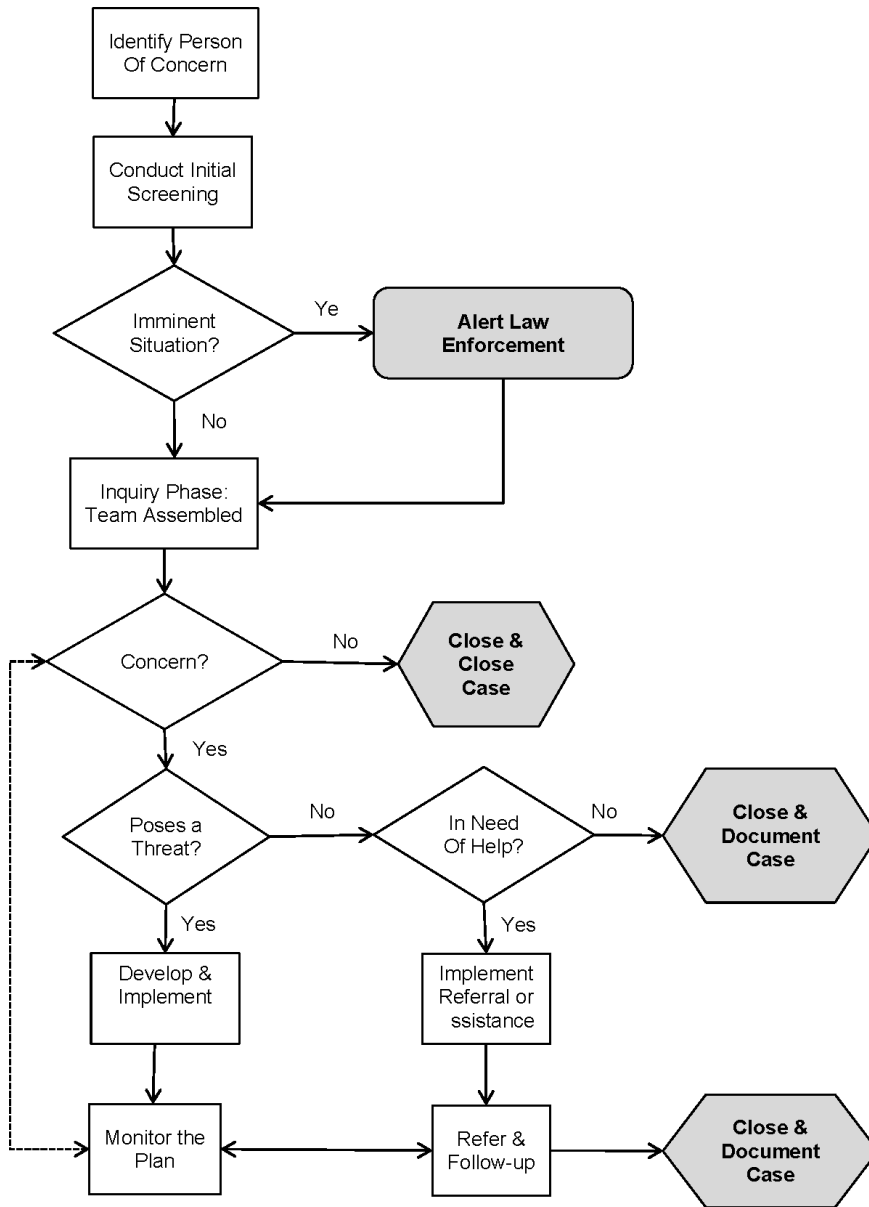 Identify Person
Of Concern
Conduct Initial
Screening
Imminent
Situation?
Ye
Alert Law
Enforcement
No
Inquiry Phase:
Team Assembled
Concern?
No
Close &
Close
Case
Yes
Poses a
Threat?
No
In Need
Of Help?
No
Close &
Document
Case
Yes
Yes
Develop &
Implement
Implement
Referral or
ssistance
Monitor the
Plan
Refer &
Follow-up
Close &
Document
Case